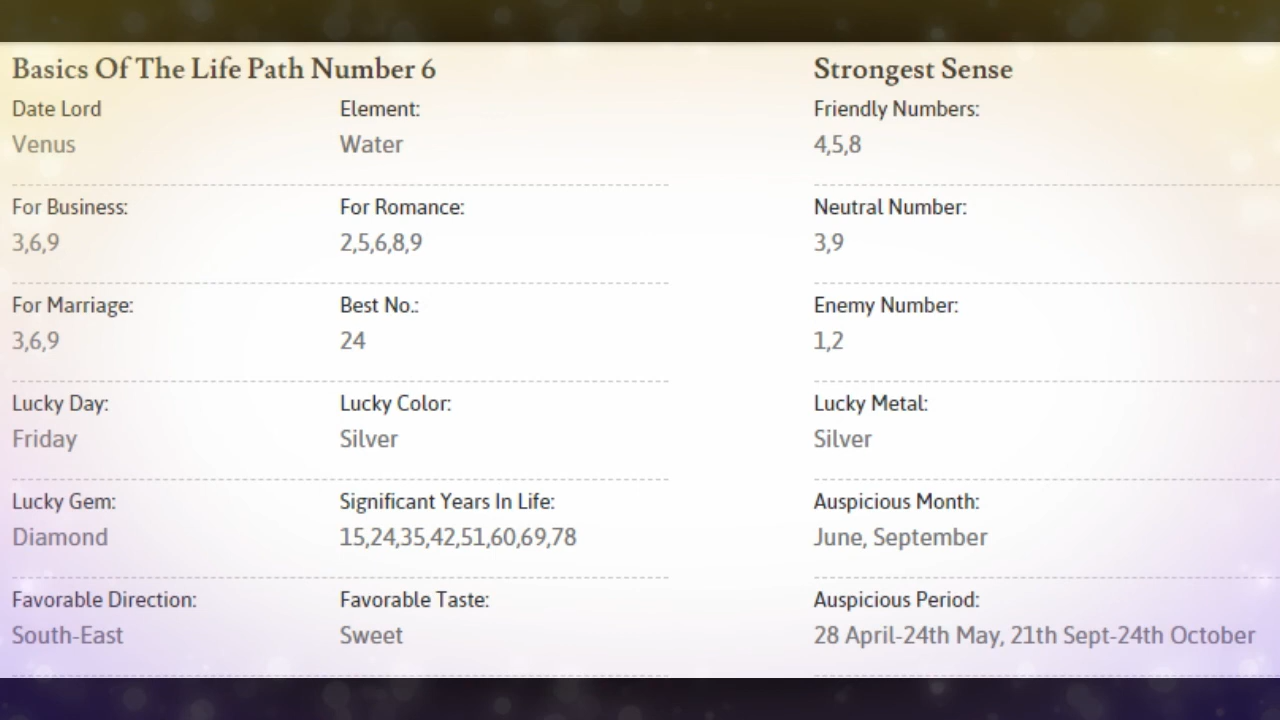 Basics Of The Life Path Number 6
Strongest Sense
Date Lord
Element:
Friendly Numbers:
Venus
Water
4,5,8
For Business:
For Romance:
Neutral Number:
3,6,9
2,5,6,8,9
3,9
For Marriage:
Best No.:
Enemy Number:
3,6,9
24
1,2
Lucky Day:
Lucky Color:
Lucky Metal:
Friday
Silver
Silver
Lucky Gem:
Significant Years In Life:
Auspicious Month:
Diamond
15,24,35,42,51,60,69,78
June, September
Favorable Direction:
Favorable Taste:
Auspicious Period:
South-East
Sweet
28 April-24th May, 21th Sept-24th October